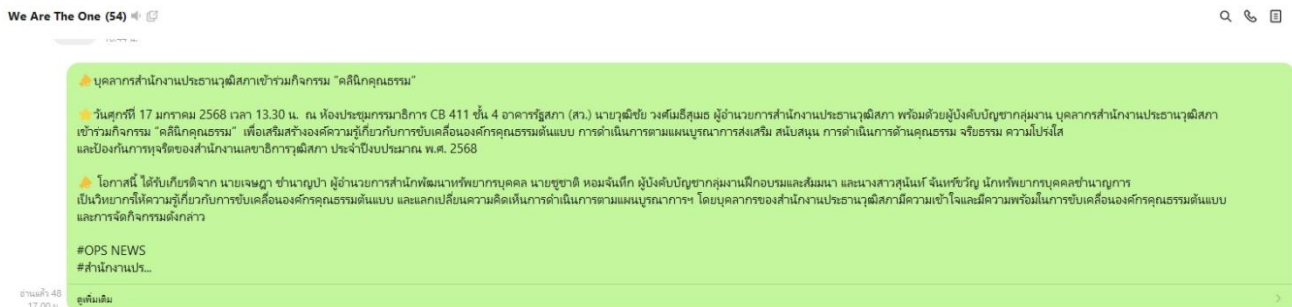 We Are The One (54)
บุคลากรสำนักงานประธานวุฒิสภาเข้าร่วมกิจกรรม “คลินิกคุณธรรม”
วันศุกร์ที่ 17 มกราคม 2568 เวลา 13.30 น. ณ ห้องประชุมกรรมาธิการ CB 411 ชั้น 4 อาคารรัฐสภา (สว.) นายวุฒิชัย วงศ์เมธีสุเมธ ผู้อำนวยการสำนักงานประธานวุฒิสภา พร้อมด้วยผู้บังคับบัญชากลุ่มงาน บุคลากรสำนักงานประธานวุฒิสภา
เข้าร่วมกิจกรรม “คลินิกคุณธรรม” เพื่อเสริมสร้างองค์ความรู้เกี่ยวกับการขับเคลื่อนองค์กรคุณธรรมต้นแบบ การดำเนินการตามแผนบูรณาการส่งเสริม สนับสนุน การดำเนินการด้านคุณธรรม จริยธรรม ความโปร่งใส
และป้องกันการทุจริตของสำนักงานเลขาธิการวุฒิสภา ประจำปีงบประมาณ พ.ศ. 2568
โอกาสนี้ ได้รับเกียรติจาก นายเจษฎา ชำนาญป่า ผู้อำนวยการสำนักพัฒนาทรัพยากรบุคคล นายชูชาติ หอมจันทึก ผู้บังคับบัญชากลุ่มงานฝึกอบรมและสัมมนา และนางสาวสุนันท์ จันทร์ขวัญ นักทรัพยากรบุคคลชำนาญการ
เป็นวิทยากรให้ความรู้เกี่ยวกับการขับเคลื่อนองค์กรคุณธรรมต้นแบบ และแลกเปลี่ยนความคิดเห็นการดำเนินการตามแผนบูรณาการฯ โดยบุคลากรของสำนักงานประธานวุฒิสภามีความเข้าใจและมีความพร้อมในการขับเคลื่อนองค์กรคุณธรรมต้นแบบ
และการจัดกิจกรรมดังกล่าว
#OPS NEWS
#สำนักงานปร...
อ่านแล้ว 48
17.00 น.
ดูเพิ่มเติม